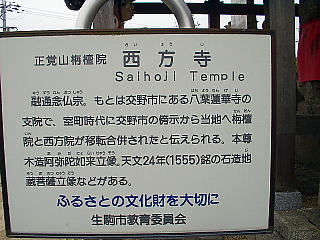 正覚山栴檀院 西方寺
Saihoji Temple
融通念仏宗。もとは交野市にある八葉蓮華寺の
支院で、室町時代に交野市の傍示から当地へ栴檀
院と西方院が移転合併されたと伝えられる。本尊
木造阿弥陀如来立像。天文24年(1555)銘の石造地
蔵菩薩立像などがある。
ふるさとの文化財を大切に
生駒市教育委員会